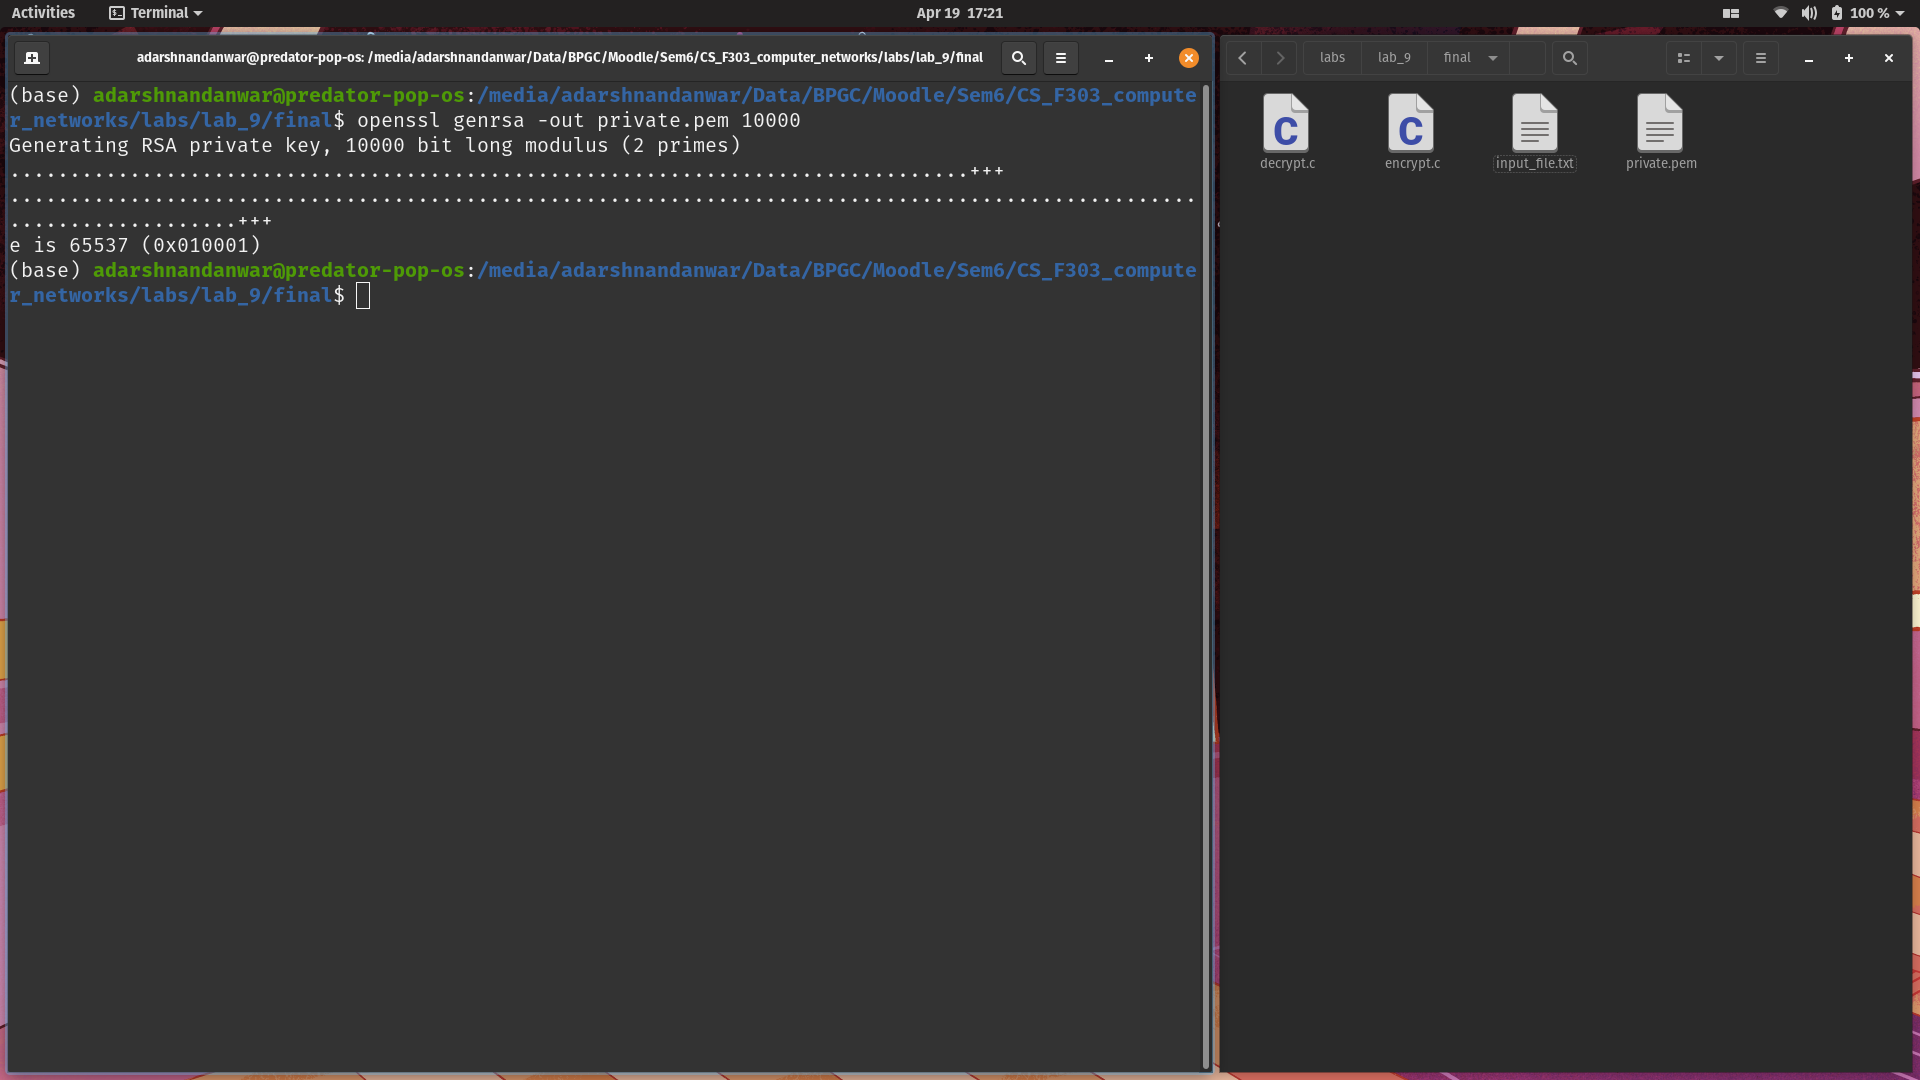 Activities Terminal Apr 19 17:21 100 %
adarshnandanwar@predator-pop-os: /media/adarshnandanwar/Data/BPGC/Moodle/Sem6/CS_F303_computer_networks/labs/lab_9/final
(base) adarshnandanwar@predator-pop-os:/media/adarshnandanwar/Data/BPGC/Moodle/Sem6/CS_F303_compute
r_networks/labs/lab_9/final$ openssl genrsa -out private.pem 10000
Generating RSA private key, 10000 bit long modulus (2 primes)
................................................................................+++
...................................................................................................
...................+++
e is 65537 (0x010001)
(base) adarshnandanwar@predator-pop-os:/media/adarshnandanwar/Data/BPGC/Moodle/Sem6/CS_F303_compute
r_networks/labs/lab_9/final$
labs lab_9 final
decrypt.c encrypt.c input_file.txt private.pem